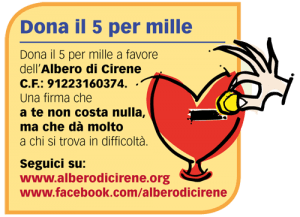 Dona il 5 per mille
Dona il 5 per mille a favore
dell'Albero di Cirene
C.F.: 91223160374.
Una firma che
a te non costa nulla,
ma che dà molto
a chi si trova in difficoltà.
Seguici su:
www.alberodicirene.org
www.facebook.com/alberodicirene